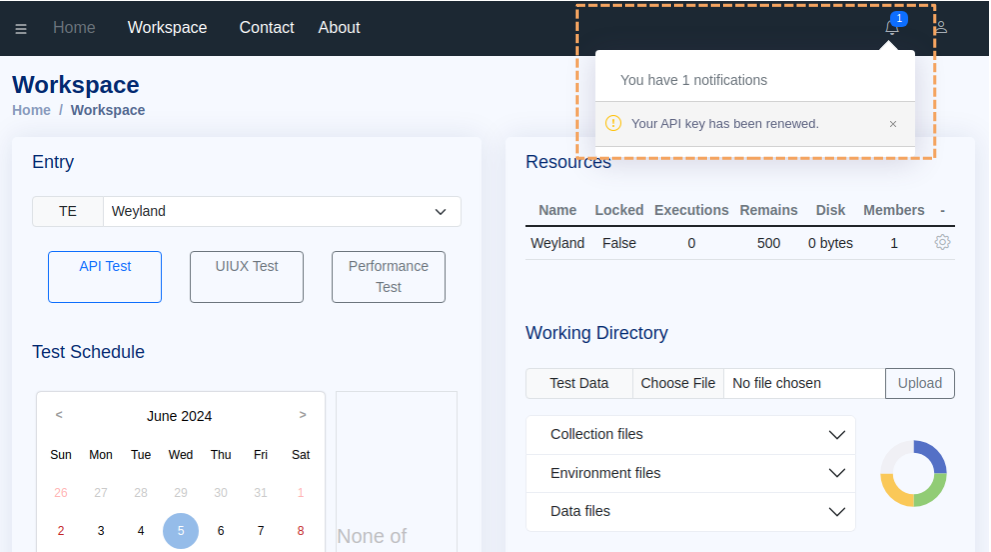 Home Workspace Contact About 1
You have 1 notifications
Your API key has been renewed. ×
Workspace
Home / Workspace
Entry
TE Weyland
API Test UIUX Test Performance Test
Test Schedule
< June 2024 >
Sun Mon Tue Wed Thu Fri Sat
26 27 28 29 30 31 1
2 3 4 5 6 7 8
None of
Resources
Name Locked Executions Remains Disk Members -
Weyland False 0 500 0 bytes 1
Working Directory
Test Data Choose File No file chosen Upload
Collection files
Environment files
Data files